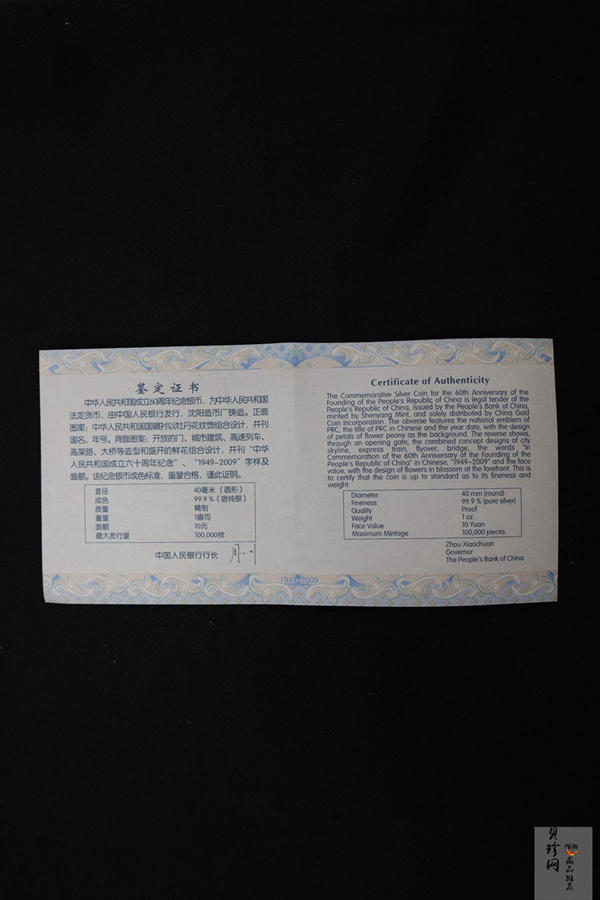 鉴定证书
中华人民共和国成立60周年纪念银币，为中华人民共和国
法定货币，由中国人民银行发行，沈阳造币厂铸造。正面
图案：中华人民共和国国徽衬以牡丹花纹饰组合设计，并刊
国名、年号。背面图案：开放的门、城市建筑、高速列车、
高架路、大桥等造型和盛开的鲜花组合设计，并刊“中华
人民共和国成立六十周年纪念”、“1949-2009”字样及
面额。该纪念银币成色标准，重量合格，谨此证明。
直径 40毫米（圆形）
成色 99.9％（含纯银）
质量 精制
重量 1盎司
面额 10元
最大发行量 100,000枚
中国人民银行行长
Certificate of Authenticity
The Commemorative Silver Coin for the 60th Anniversary of the
Founding of the People's Republic of China is legal tender of the
People's Republic of China, issued by the People's Bank of China,
minted by Shenyang Mint, and solely distributed by China Gold
Coin Incorporation. The obverse features the national emblem of
PRC, the title of PRC in Chinese and the year date, with the design
of petals of flower peony as the background. The reverse shows,
through an opening gate, the combined concept designs of city
skyline, express train, flyover, bridge, the words "In
Commemoration of the 60th Anniversary of the Founding of the
People's Republic of China" in Chinese, "1949-2009" and the face
value, with the design of flowers in blossom at the forefront. This is
to certify that the coin is up to standard as to its fineness and
weight.
Diameter 40 mm (round)
Fineness 99.9 % (pure silver)
Quality Proof
Weight 1 oz
Face Value 10 Yuan
Maximum Mintage 100,000 pieces
Zhou Xiaochuan
Governor
The People's Bank of China
1949-2009
贝珍网